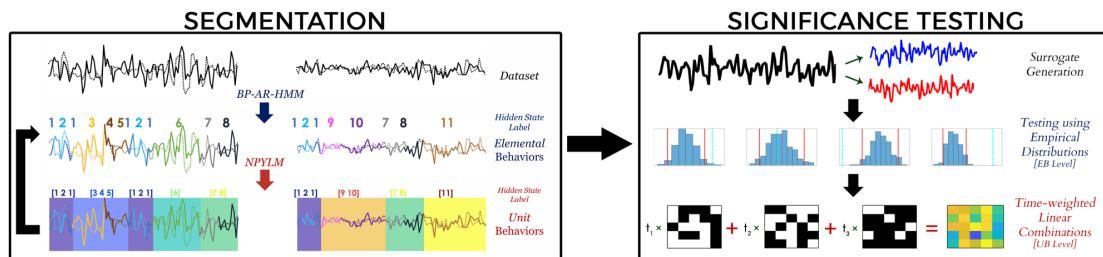 SEGMENTATION
SIGNIFICANCE TESTING
Dataset
BP-AR-HMM
1 2 1 3 4 5 1 2 1 6 7 8
1 2 1 9 10 7 8 11
Hidden State
Label
Elemental
Behaviors
NPYLM
[1 2 1] [3 4 5] [1 2 1] [6] [7 8]
[1 2 1] [9 10] [7 8] [11]
Hidden State
Label
Unit
Behaviors
Surrogate
Generation
Testing using
Empirical
Distributions
[EB Level]
t1 × + t2 × + t3 × =
Time-weighted
Linear
Combinations
[UB Level]